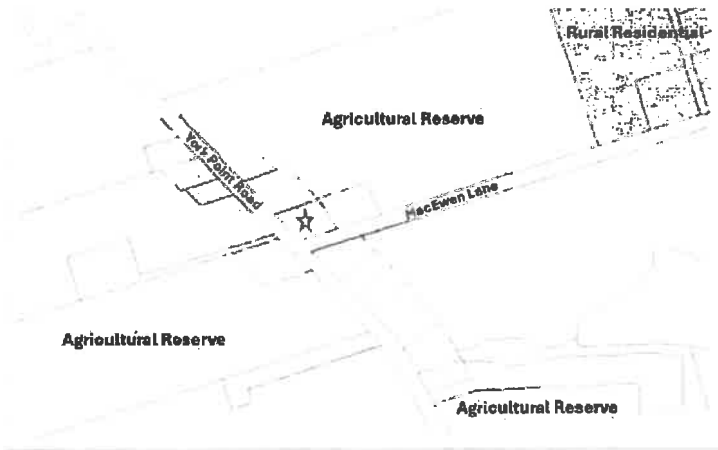 Rural Residential
Agricultural Reserve
York Point Road
MacEwen Lane
Agricultural Reserve
Agricultural Reserve